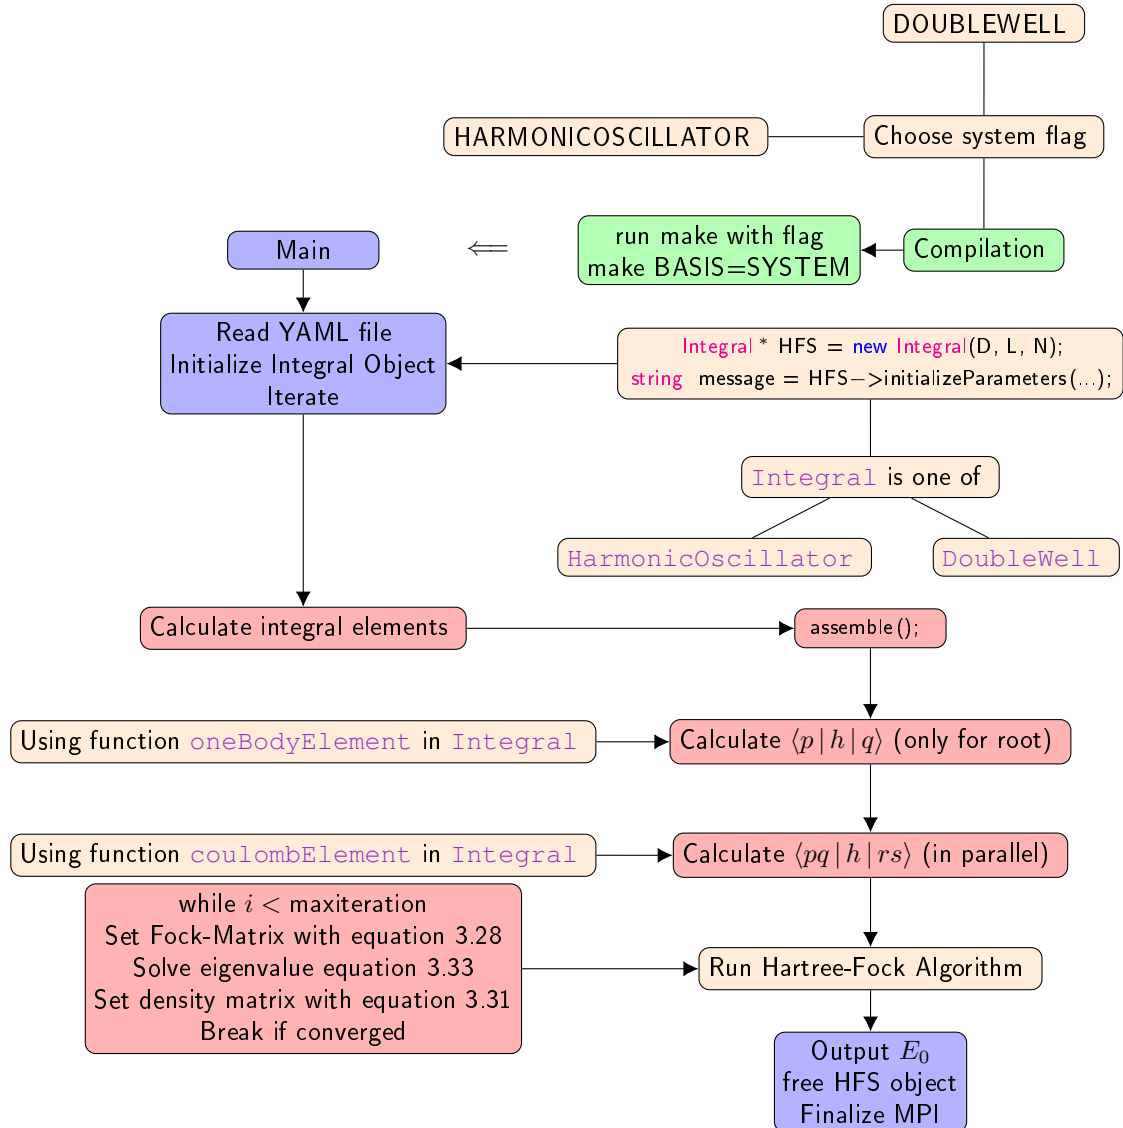 DOUBLEWELL
HARMONICOSCILLATOR
Choose system flag
Main
⇐=
run make with flag
make BASIS=SYSTEM
Compilation
Read YAML file
Initialize Integral Object
Iterate
Integral * HFS = new Integral(D, L, N);
string message = HFS−>initializeParameters(...);
Integral is one of
HarmonicOscillator
DoubleWell
Calculate integral elements
assemble();
Using function oneBodyElement in Integral
Calculate ⟨p | h | q⟩ (only for root)
Using function coulombElement in Integral
Calculate ⟨pq | h | rs⟩ (in parallel)
while i < maxiteration
Set Fock-Matrix with equation 3.28
Solve eigenvalue equation 3.33
Set density matrix with equation 3.31
Break if converged
Run Hartree-Fock Algorithm
Output E₀
free HFS object
Finalize MPI